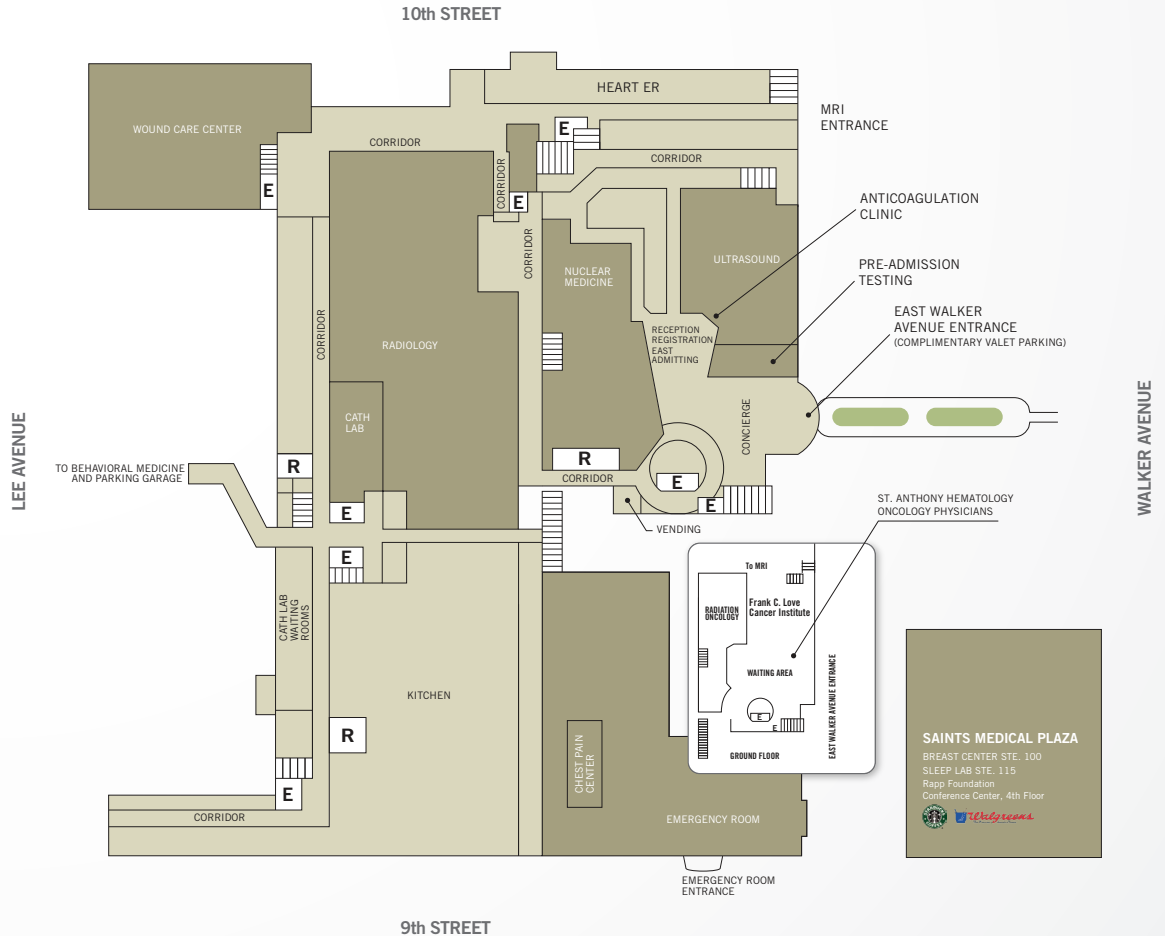 10th STREET
HEART ER
MRI
ENTRANCE
WOUND CARE CENTER
E
CORRIDOR
CORRIDOR
CORRIDOR
E
E
ANTICOAGULATION
CLINIC
CORRIDOR
ULTRASOUND
NUCLEAR
MEDICINE
PRE-ADMISSION
TESTING
EAST WALKER
AVENUE ENTRANCE
(COMPLIMENTARY VALET PARKING)
RECEPTION
REGISTRATION
EAST
ADMITTING
CORRIDOR
RADIOLOGY
CATH
LAB
CONCIERGE
LEE AVENUE
WALKER AVENUE
R
R
TO BEHAVIORAL MEDICINE
AND PARKING GARAGE
CORRIDOR
E
E
E
VENDING
ST. ANTHONY HEMATOLOGY
ONCOLOGY PHYSICIANS
E
CATH LAB
WAITING
ROOMS
KITCHEN
R
E
CORRIDOR
To MRI
RADIATION
ONCOLOGY
Frank C. Love
Cancer Institute
WAITING AREA
E
E
GROUND FLOOR
EAST WALKER AVENUE ENTRANCE
CHEST PAIN
CENTER
EMERGENCY ROOM
EMERGENCY ROOM
ENTRANCE
SAINTS MEDICAL PLAZA
BREAST CENTER STE. 100
SLEEP LAB STE. 115
Rapp Foundation
Conference Center, 4th Floor
Walgreens
9th STREET